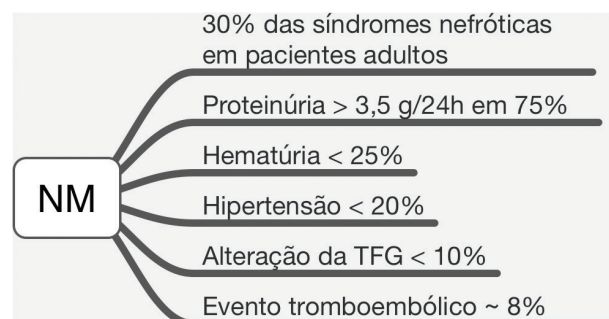 30% das síndromes nefróticas
em pacientes adultos
Proteinúria > 3,5 g/24h em 75%
Hematúria < 25%
NM
Hipertensão < 20%
Alteração da TFG < 10%
Evento tromboembólico ~ 8%